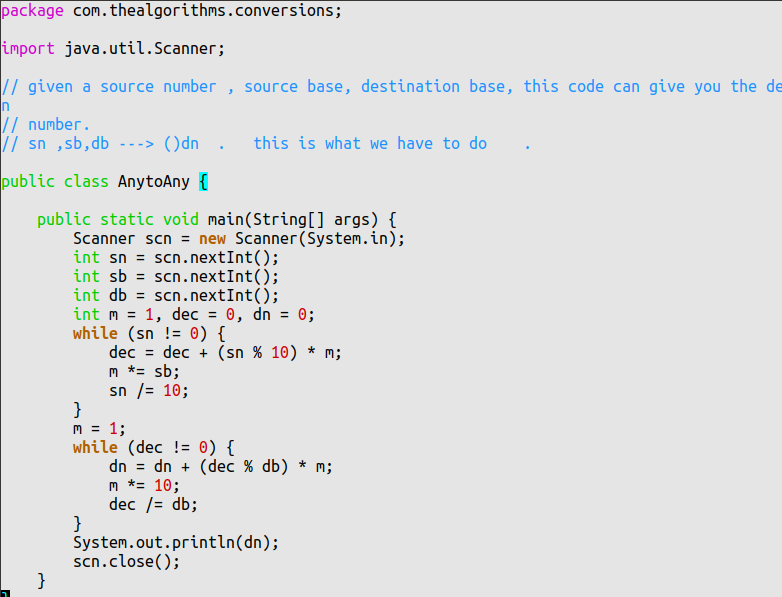 package com.thealgorithms.conversions;
import java.util.Scanner;
// given a source number , source base, destination base, this code can give you the de
n
// number.
// sn ,sb,db ---> ()dn  .   this is what we have to do    .
public class AnytoAny {
    public static void main(String[] args) {
        Scanner scn = new Scanner(System.in);
        int sn = scn.nextInt();
        int sb = scn.nextInt();
        int db = scn.nextInt();
        int m = 1, dec = 0, dn = 0;
        while (sn != 0) {
            dec = dec + (sn % 10) * m;
            m *= sb;
            sn /= 10;
        }
        m = 1;
        while (dec != 0) {
            dn = dn + (dec % db) * m;
            m *= 10;
            dec /= db;
        }
        System.out.println(dn);
        scn.close();
    }
}